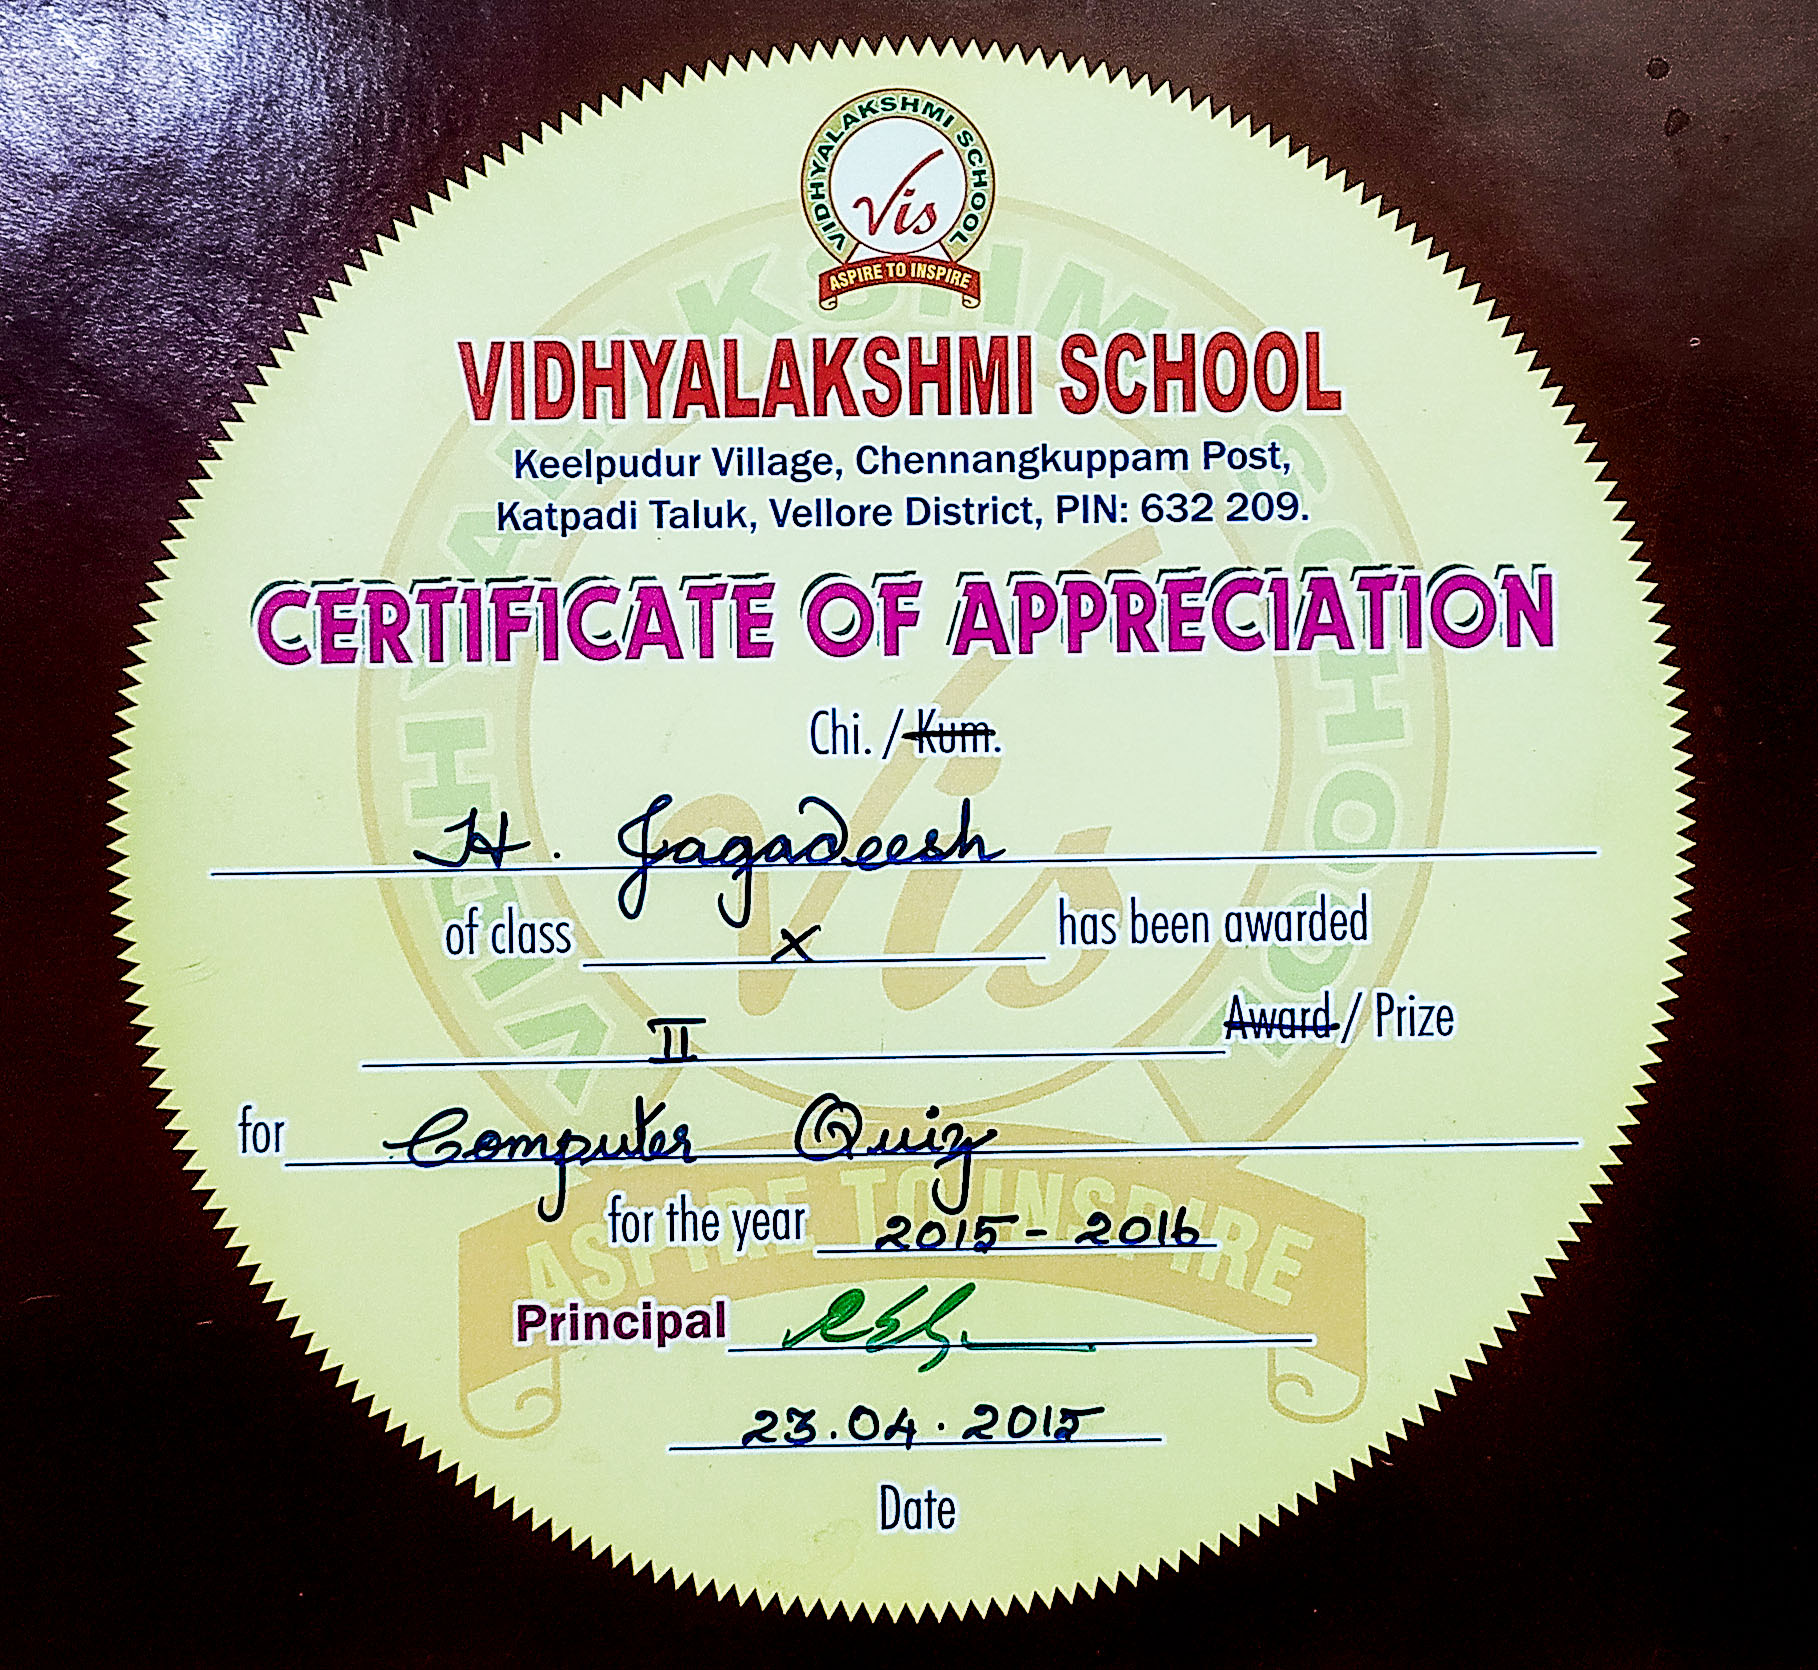 VIDHYALAKSHMI SCHOOL
Vis
ASPIRE TO INSPIRE
VIDHYALAKSHMI SCHOOL
Keelpudur Village, Chennangkuppam Post,
Katpadi Taluk, Vellore District, PIN: 632 209.
CERTIFICATE OF APPRECIATION
Chi. / Kum.
H. Jagadeesh
of class X has been awarded
II Award / Prize
for Computer Quiz
for the year 2015 - 2016
Principal
23.04.2015
Date